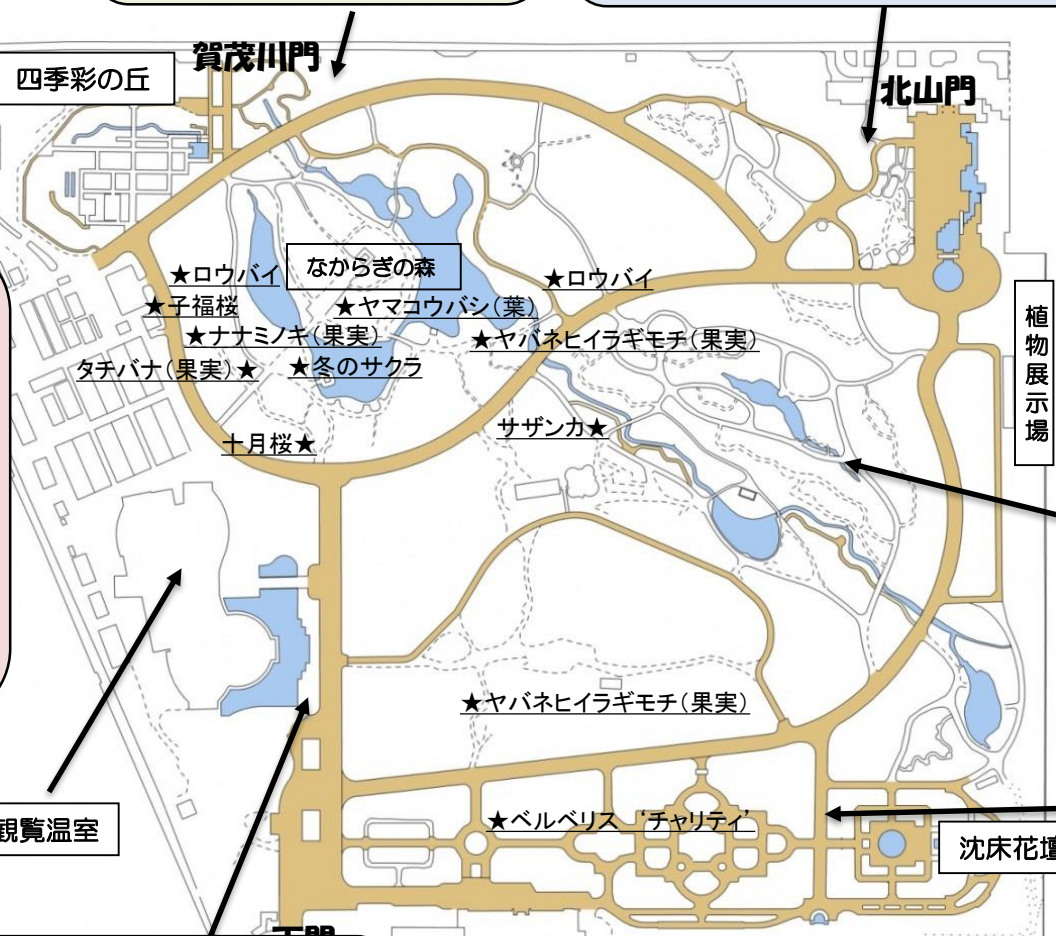 賀茂川門
四季彩の丘
北山門
なからぎの森
★ロウバイ
★ロウバイ
★子福桜
★ヤマコウバシ（葉）
★ナナミノキ（果実）
★ヤバネヒイラギモチ（果実）
タチバナ（果実）★
★冬のサクラ
植物展示場
サザンカ★
十月桜★
★ヤバネヒイラギモチ（果実）
★ベルベリス ‘チャリティ’
観覧温室
沈床花壇